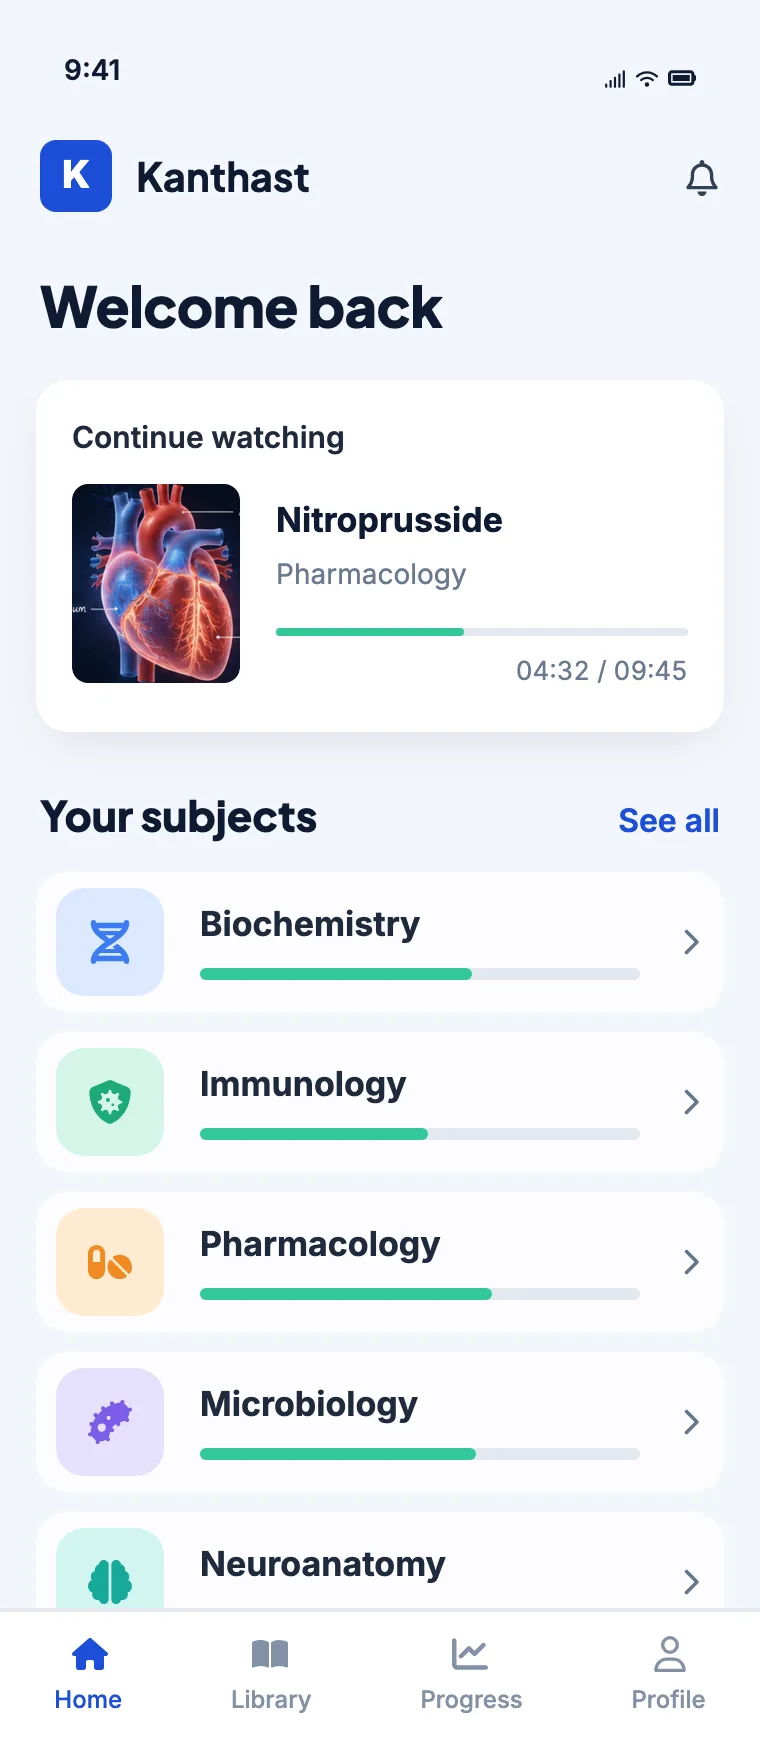 9:41
K
Kanthast
Welcome back
Continue watching
um
Nitroprusside
Pharmacology
04:32 / 09:45
Your subjects
See all
Biochemistry
Immunology
Pharmacology
Microbiology
Neuroanatomy
Home
Library
Progress
Profile